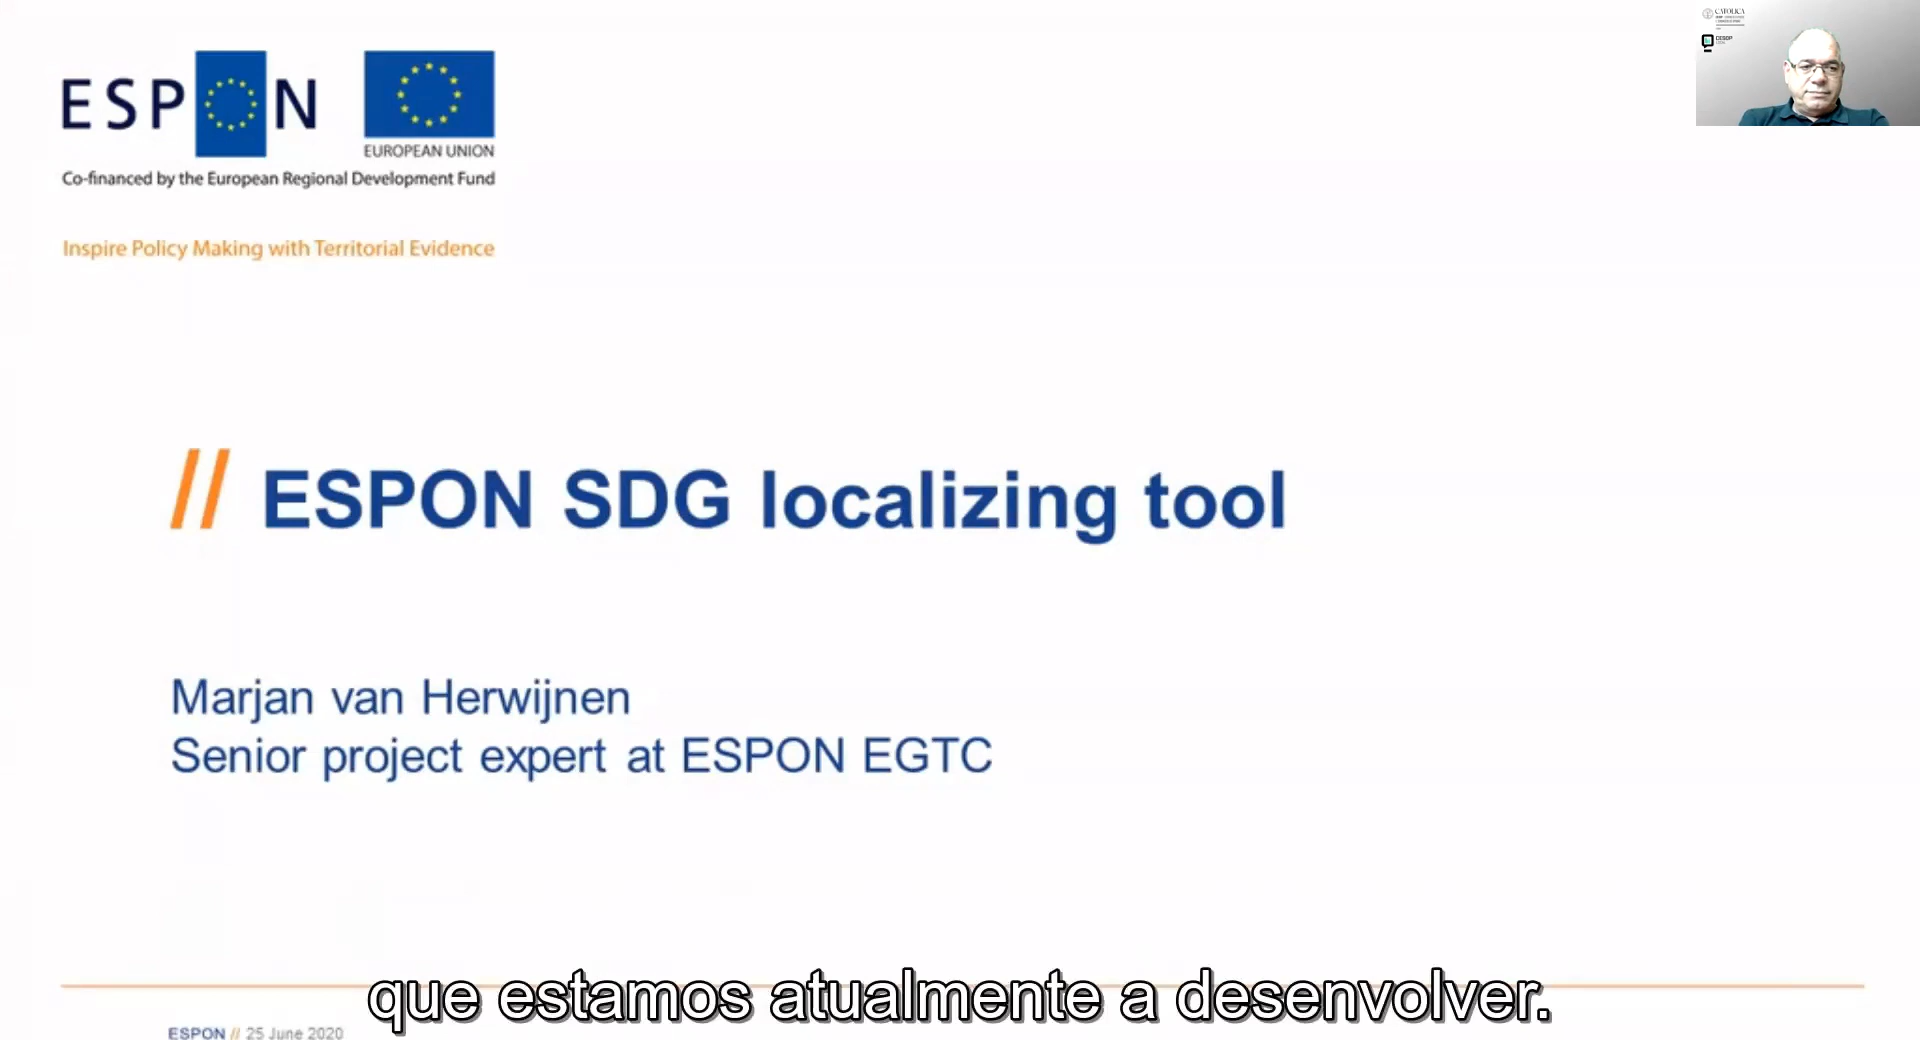 ESPON
EUROPEAN UNION
Co-financed by the European Regional Development Fund
Inspire Policy Making with Territorial Evidence
CATOLICA
CESOP
// ESPON SDG localizing tool
Marjan van Herwijnen
Senior project expert at ESPON EGTC
que estamos atualmente a desenvolver.
ESPON // 25 June 2020